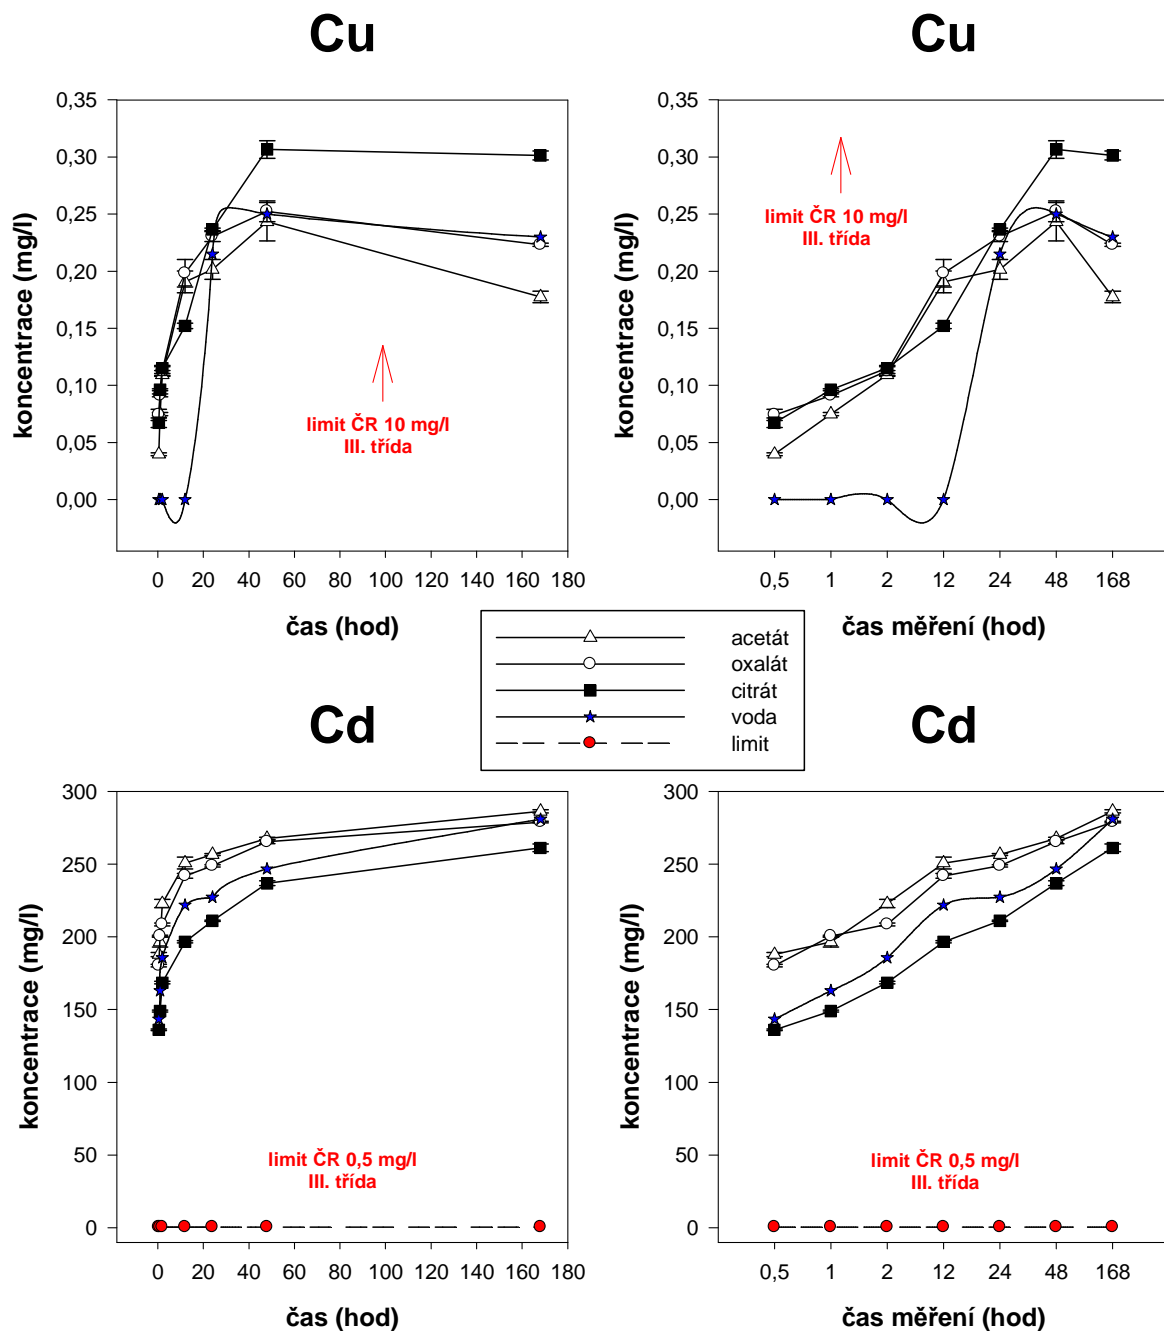 Cu
Cu
koncentrace (mg/l)
0,35
0,30
0,25
0,20
0,15
0,10
0,05
0,00
limit ČR 10 mg/l
III. třída
0 20 40 60 80 100 120 140 160 180
čas (hod)
koncentrace (mg/l)
0,35
0,30
0,25
0,20
0,15
0,10
0,05
0,00
limit ČR 10 mg/l
III. třída
0,5 1 2 12 24 48 168
čas měření (hod)
acetát
oxalát
citrát
voda
limit
Cd
Cd
koncentrace (mg/l)
300
250
200
150
100
50
0
limit ČR 0,5 mg/l
III. třída
0 20 40 60 80 100 120 140 160 180
čas (hod)
koncentrace (mg/l)
300
250
200
150
100
50
0
limit ČR 0,5 mg/l
III. třída
0,5 1 2 12 24 48 168
čas měření (hod)